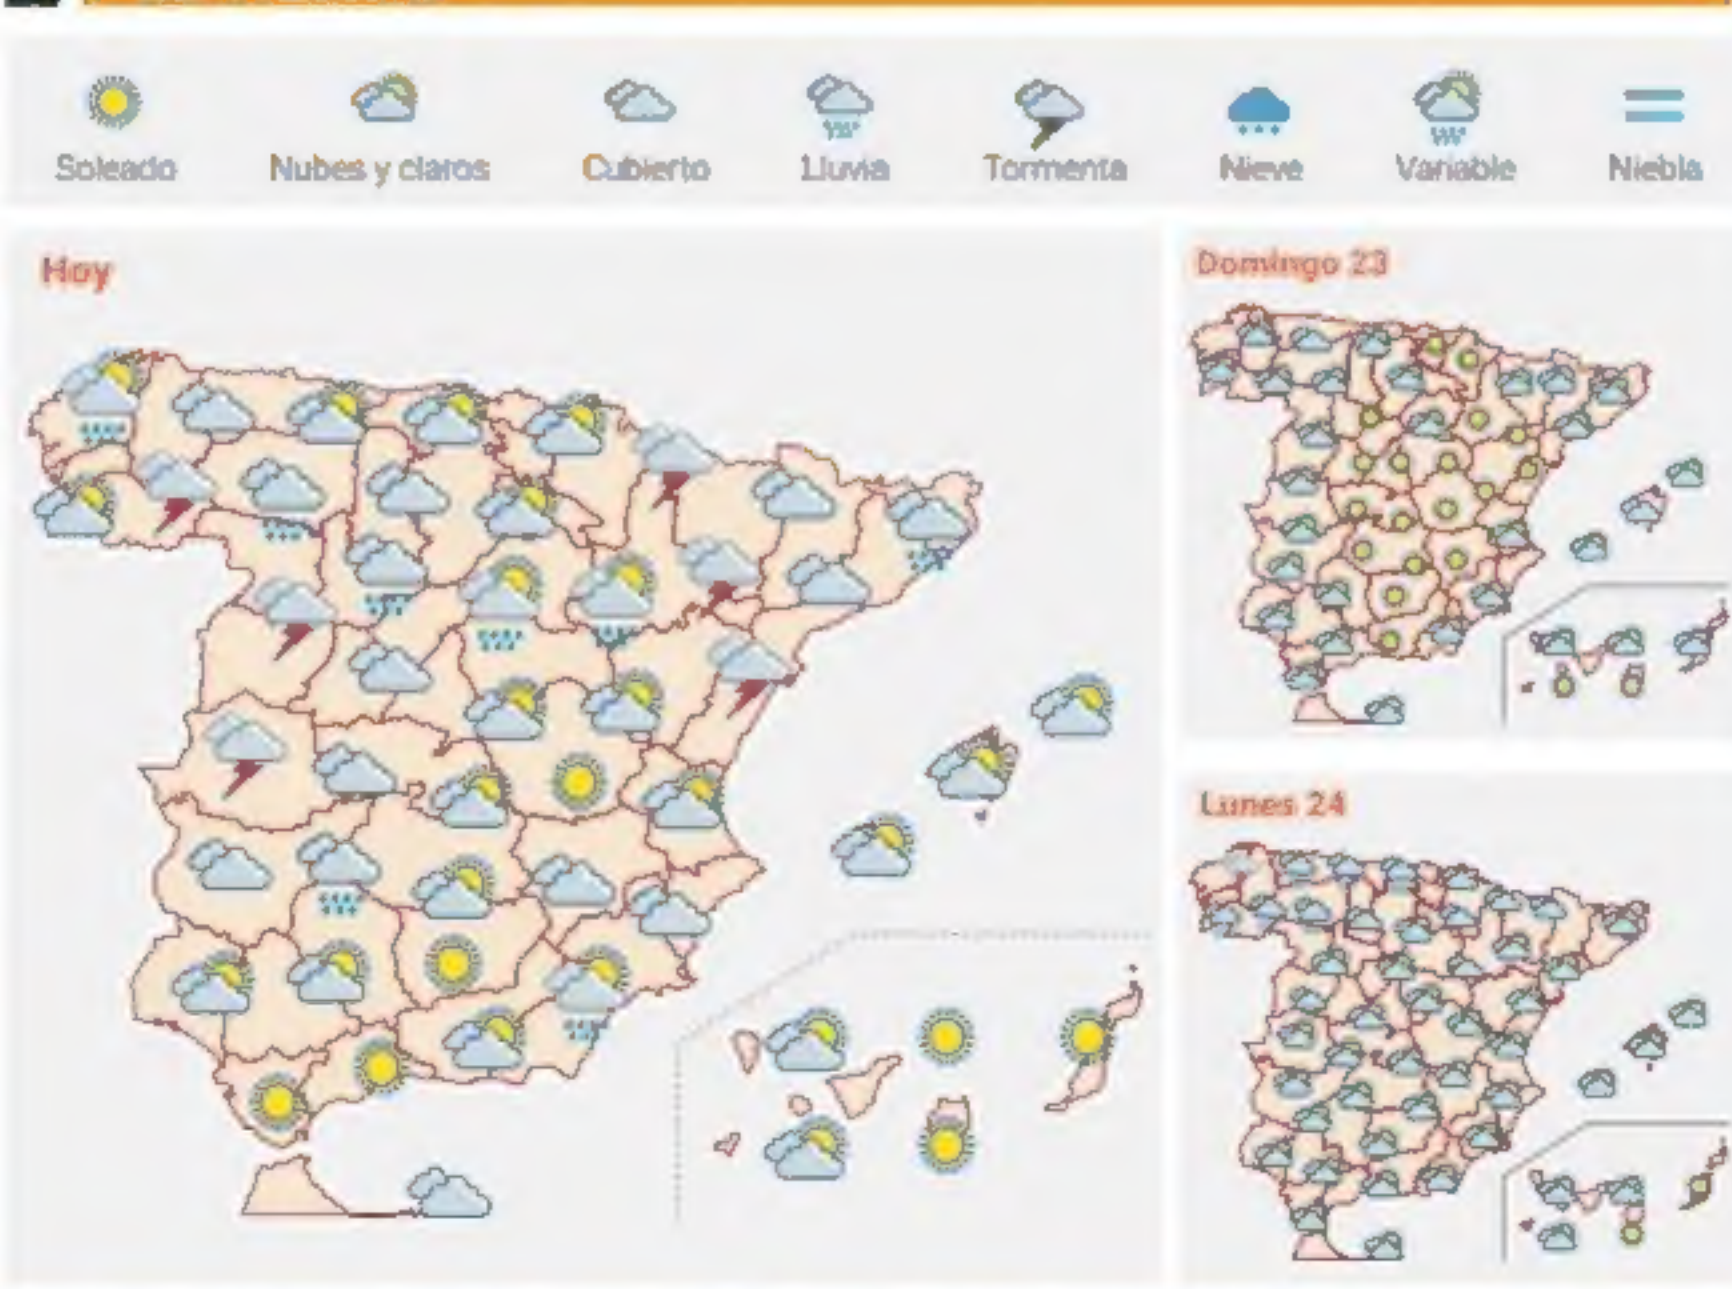 Soleado
Nubes y claros
Cubierto
Lluvia
Tormenta
Nieve
Variable
Niebla
Hoy
Domingo 23
Lunes 24